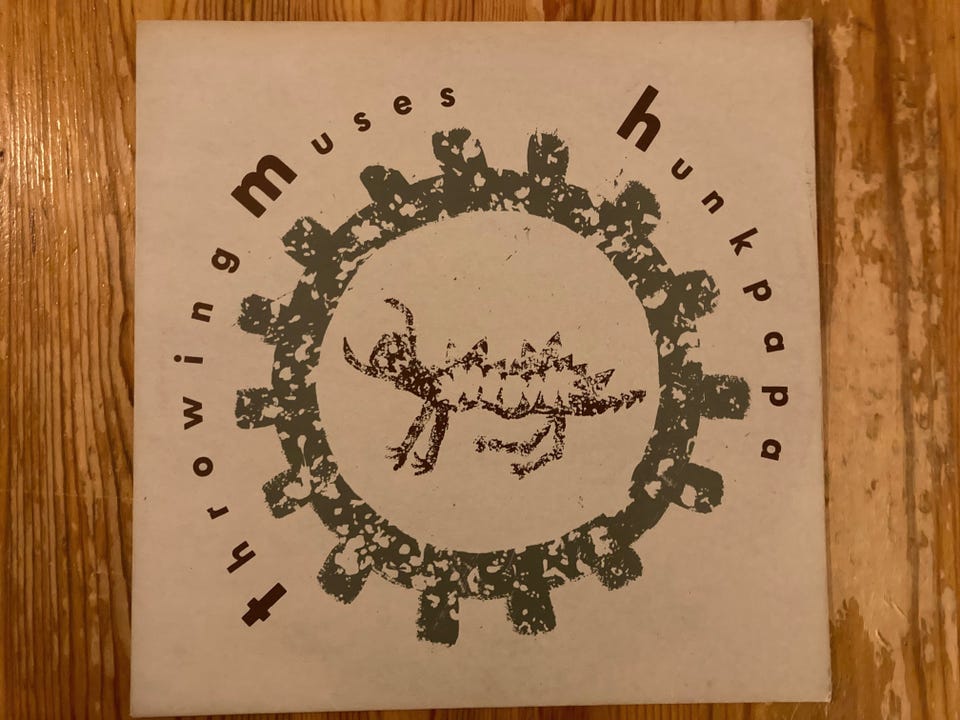 throwing muses
hunkpapa